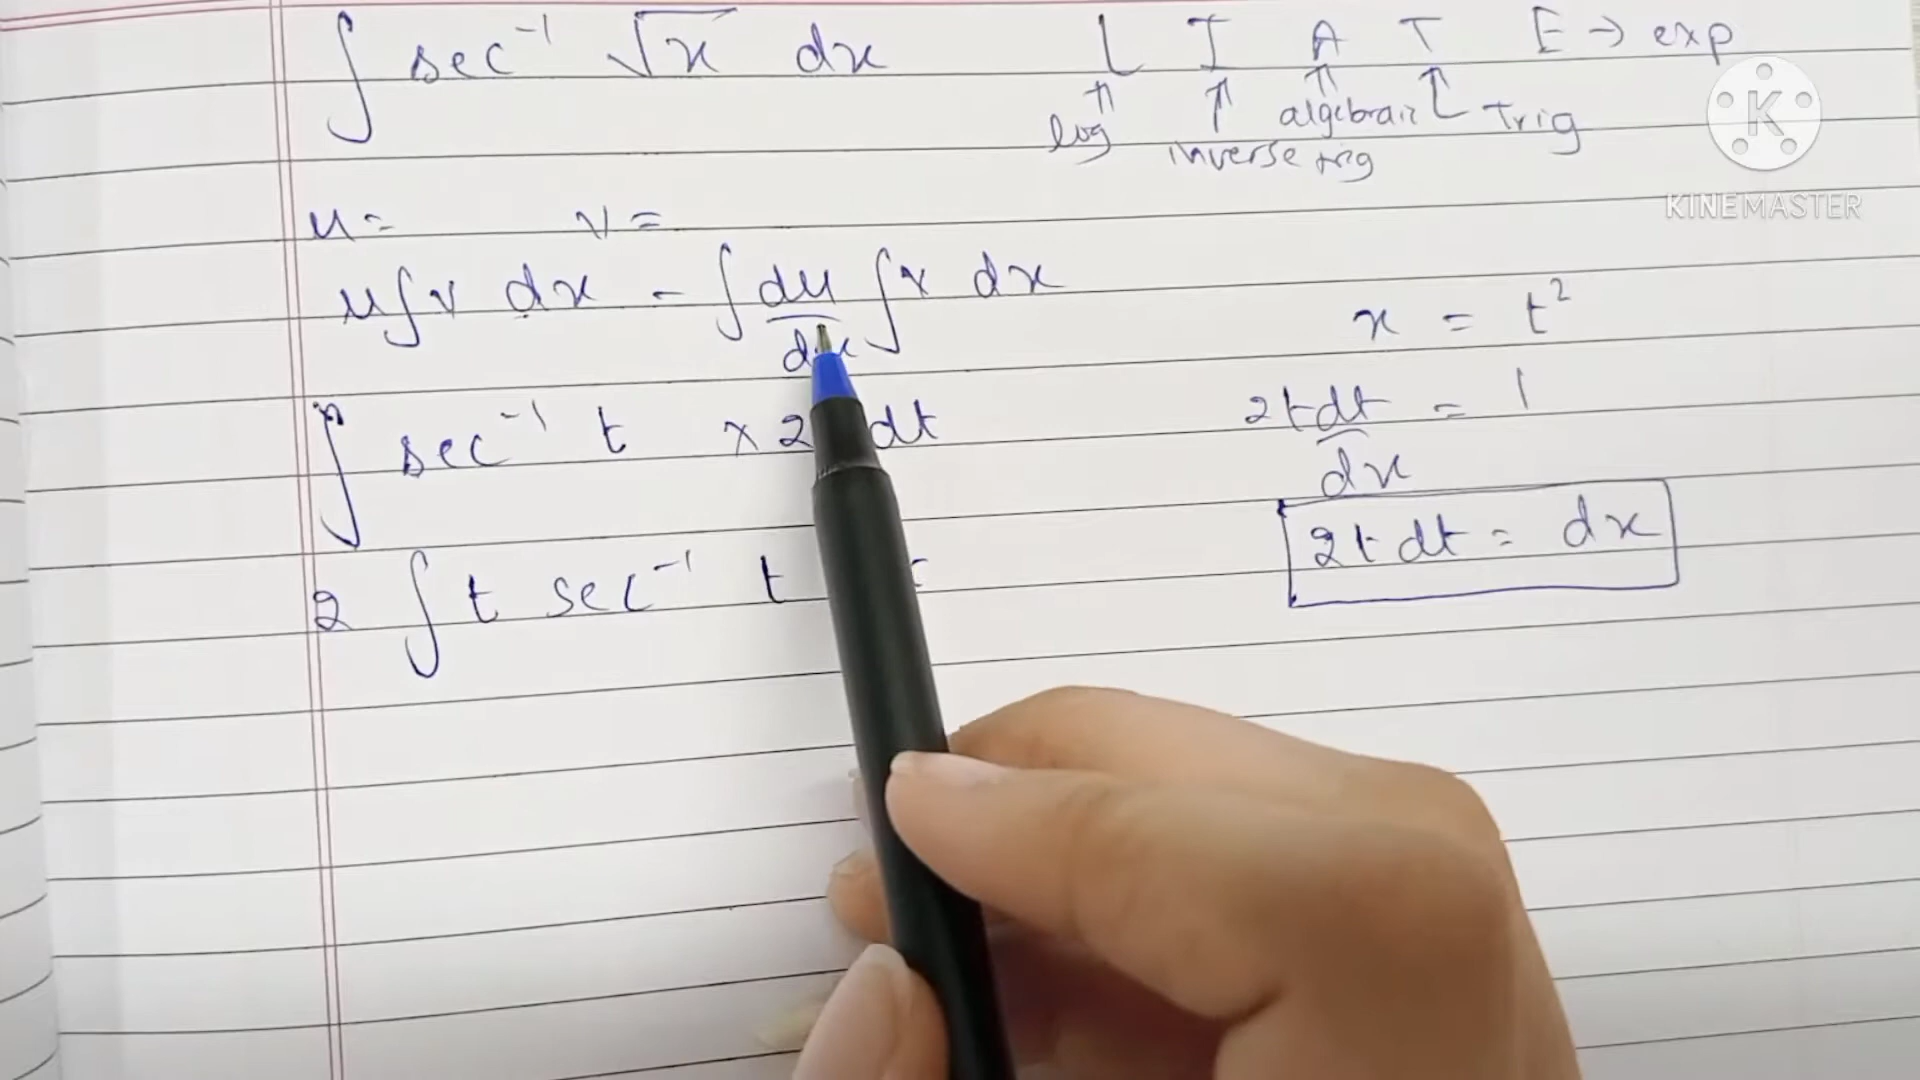 ∫ sec⁻¹ √x dx
L I A T E → exp
log inverse trig algebraic Trig
KINEMASTER
u = v =
u∫v dx - ∫ du/dx ∫v dx
x = t²
∫ sec⁻¹ t × 2 dt
2t dt/dx = 1
2t dt = dx
2 ∫ t sec⁻¹ t